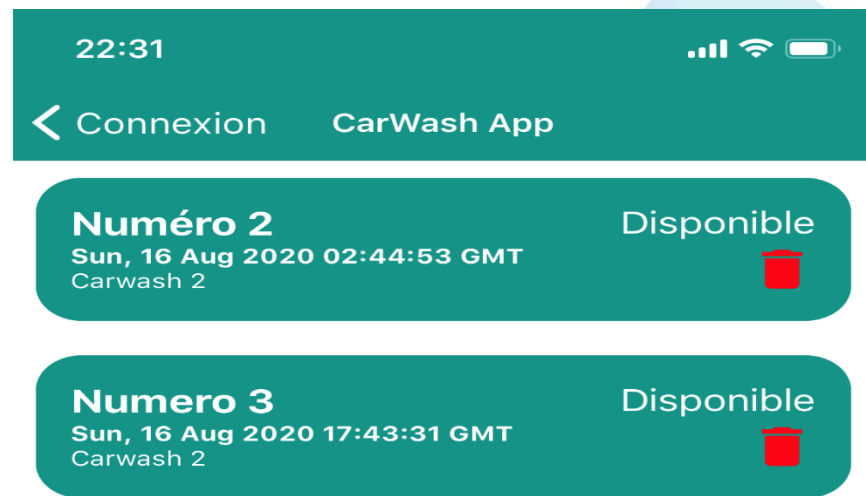 22:31
Connexion CarWash App
Numéro 2 Disponible
Sun, 16 Aug 2020 02:44:53 GMT
Carwash 2
Numero 3 Disponible
Sun, 16 Aug 2020 17:43:31 GMT
Carwash 2